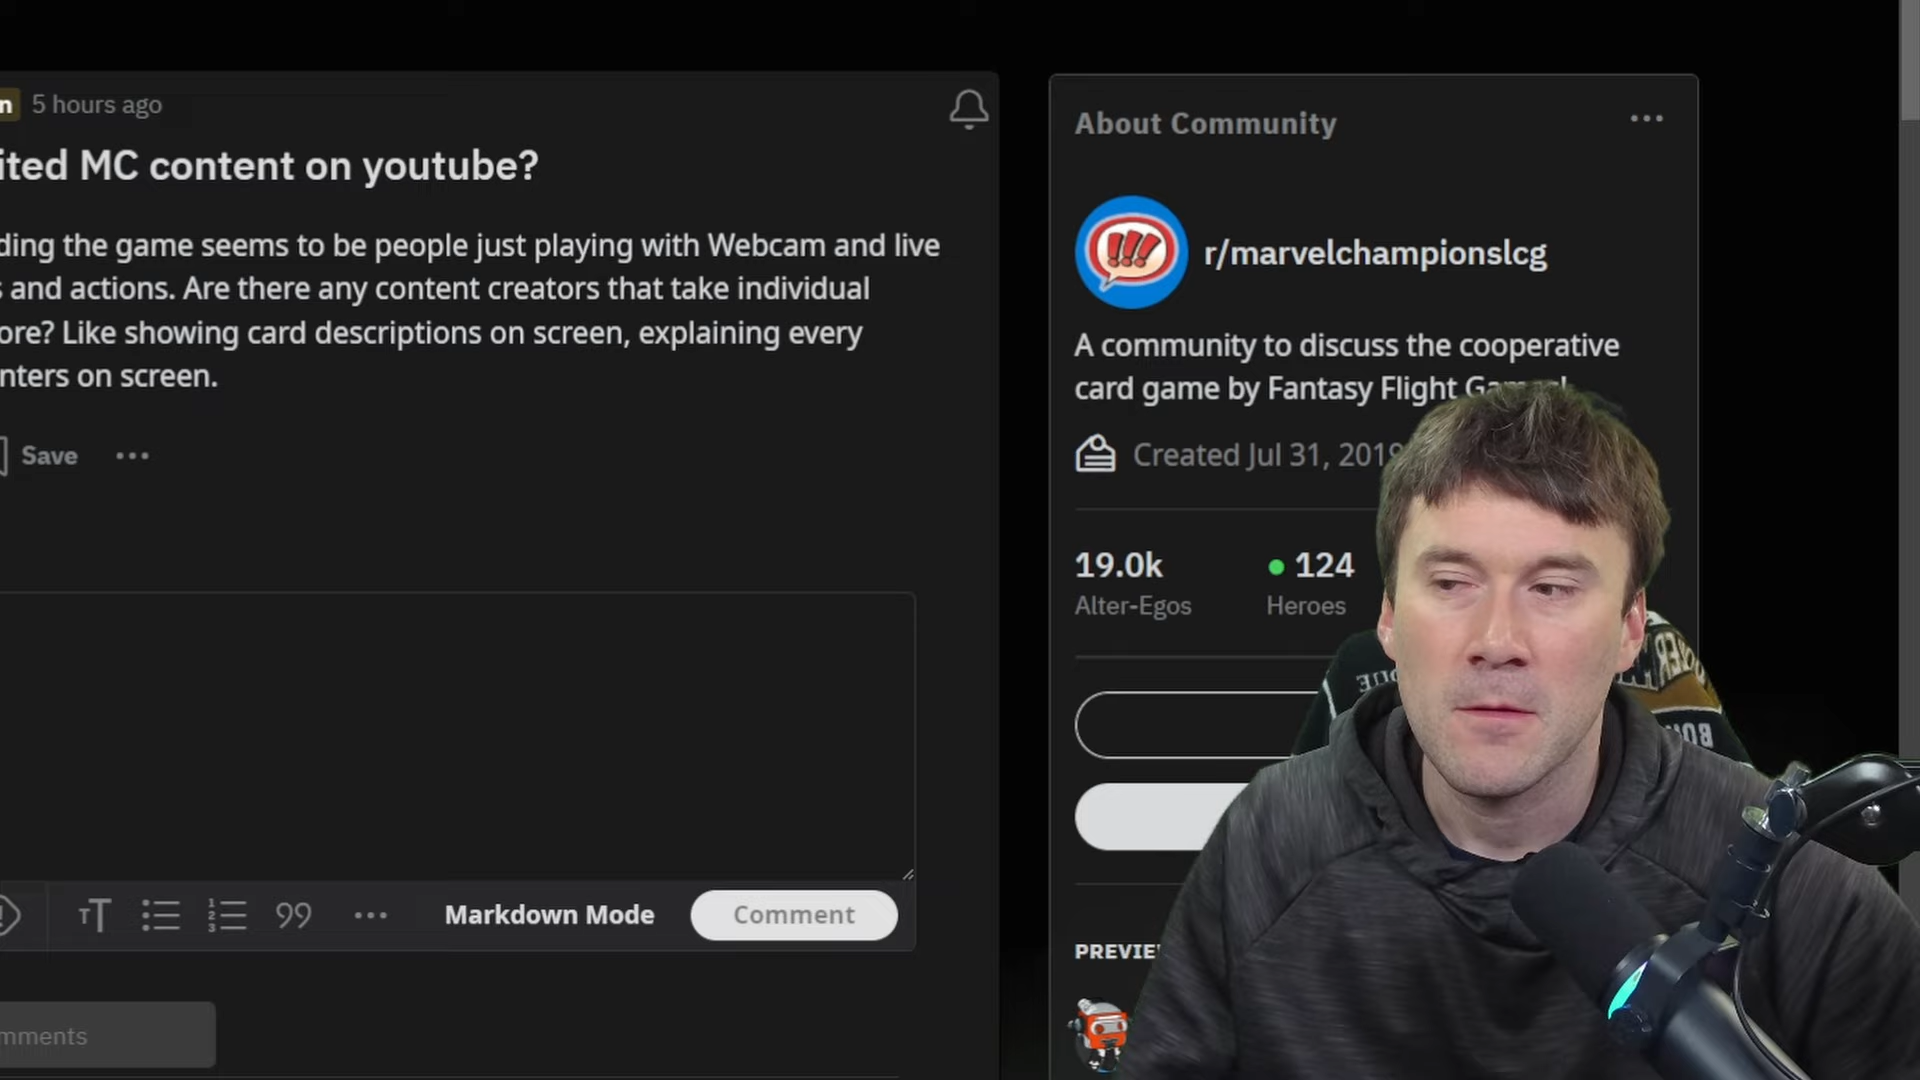 5 hours ago
ited MC content on youtube?
ding the game seems to be people just playing with Webcam and live
s and actions. Are there any content creators that take individual
ore? Like showing card descriptions on screen, explaining every
nters on screen.
Save
Markdown Mode
Comment
mments
About Community
r/marvelchampionslcg
A community to discuss the cooperative
card game by Fantasy Flight Games!
Created Jul 31, 2019
19.0k
124
Alter-Egos
Heroes
PREVIE